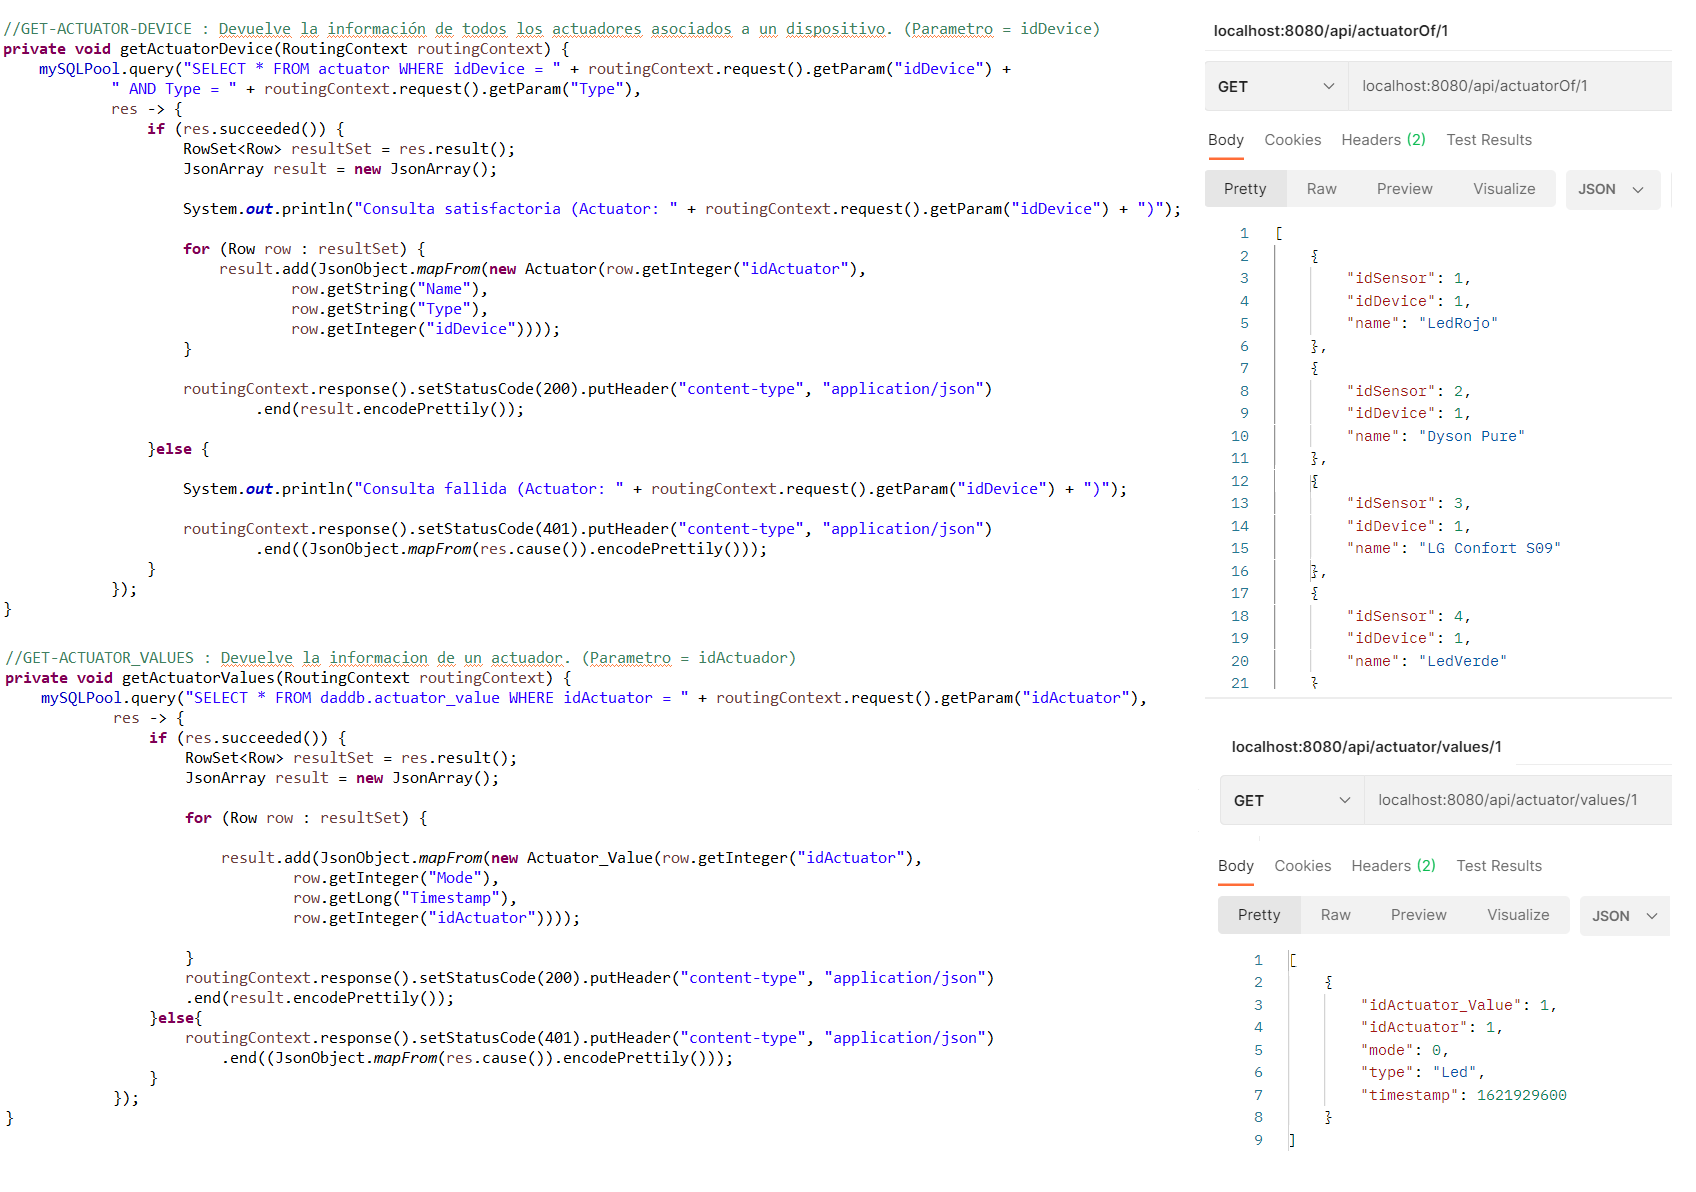 //GET-ACTUATOR-DEVICE : Devuelve la información de todos los actuadores asociados a un dispositivo. (Parametro = idDevice)
private void getActuatorDevice(RoutingContext routingContext) {
mySQLPool.query("SELECT * FROM actuator WHERE idDevice = " + routingContext.request().getParam("idDevice") +
" AND Type = " + routingContext.request().getParam("Type"),
res -> {
if (res.succeeded()) {
RowSet<Row> resultSet = res.result();
JsonArray result = new JsonArray();
System.out.println("Consulta satisfactoria (Actuator: " + routingContext.request().getParam("idDevice") + ")");
for (Row row : resultSet) {
result.add(JsonObject.mapFrom(new Actuator(row.getInteger("idActuator"),
row.getString("Name"),
row.getString("Type"),
row.getInteger("idDevice"))));
}
routingContext.response().setStatusCode(200).putHeader("content-type", "application/json")
.end(result.encodePrettily());
}else {
System.out.println("Consulta fallida (Actuator: " + routingContext.request().getParam("idDevice") + ")");
routingContext.response().setStatusCode(401).putHeader("content-type", "application/json")
.end((JsonObject.mapFrom(res.cause()).encodePrettily()));
}
});
}
//GET-ACTUATOR_VALUES : Devuelve la informacion de un actuador. (Parametro = idActuador)
private void getActuatorValues(RoutingContext routingContext) {
mySQLPool.query("SELECT * FROM daddb.actuator_value WHERE idActuator = " + routingContext.request().getParam("idActuator"),
res -> {
if (res.succeeded()) {
RowSet<Row> resultSet = res.result();
JsonArray result = new JsonArray();
for (Row row : resultSet) {
result.add(JsonObject.mapFrom(new Actuator_Value(row.getInteger("idActuator"),
row.getInteger("Mode"),
row.getLong("Timestamp"),
row.getInteger("idActuator"))));
}
routingContext.response().setStatusCode(200).putHeader("content-type", "application/json")
.end(result.encodePrettily());
}else{
routingContext.response().setStatusCode(401).putHeader("content-type", "application/json")
.end((JsonObject.mapFrom(res.cause()).encodePrettily()));
}
});
}
localhost:8080/api/actuatorOf/1
GET localhost:8080/api/actuatorOf/1
Body Cookies Headers (2) Test Results
Pretty Raw Preview Visualize JSON
1 [
2 {
3 "idSensor": 1,
4 "idDevice": 1,
5 "name": "LedRojo"
6 },
7 {
8 "idSensor": 2,
9 "idDevice": 1,
10 "name": "Dyson Pure"
11 },
12 {
13 "idSensor": 3,
14 "idDevice": 1,
15 "name": "LG Confort S09"
16 },
17 {
18 "idSensor": 4,
19 "idDevice": 1,
20 "name": "LedVerde"
21 }
localhost:8080/api/actuator/values/1
GET localhost:8080/api/actuator/values/1
Body Cookies Headers (2) Test Results
Pretty Raw Preview Visualize JSON
1 [
2 {
3 "idActuator_Value": 1,
4 "idActuator": 1,
5 "mode": 0,
6 "type": "Led",
7 "timestamp": 1621929600
8 }
9 ]